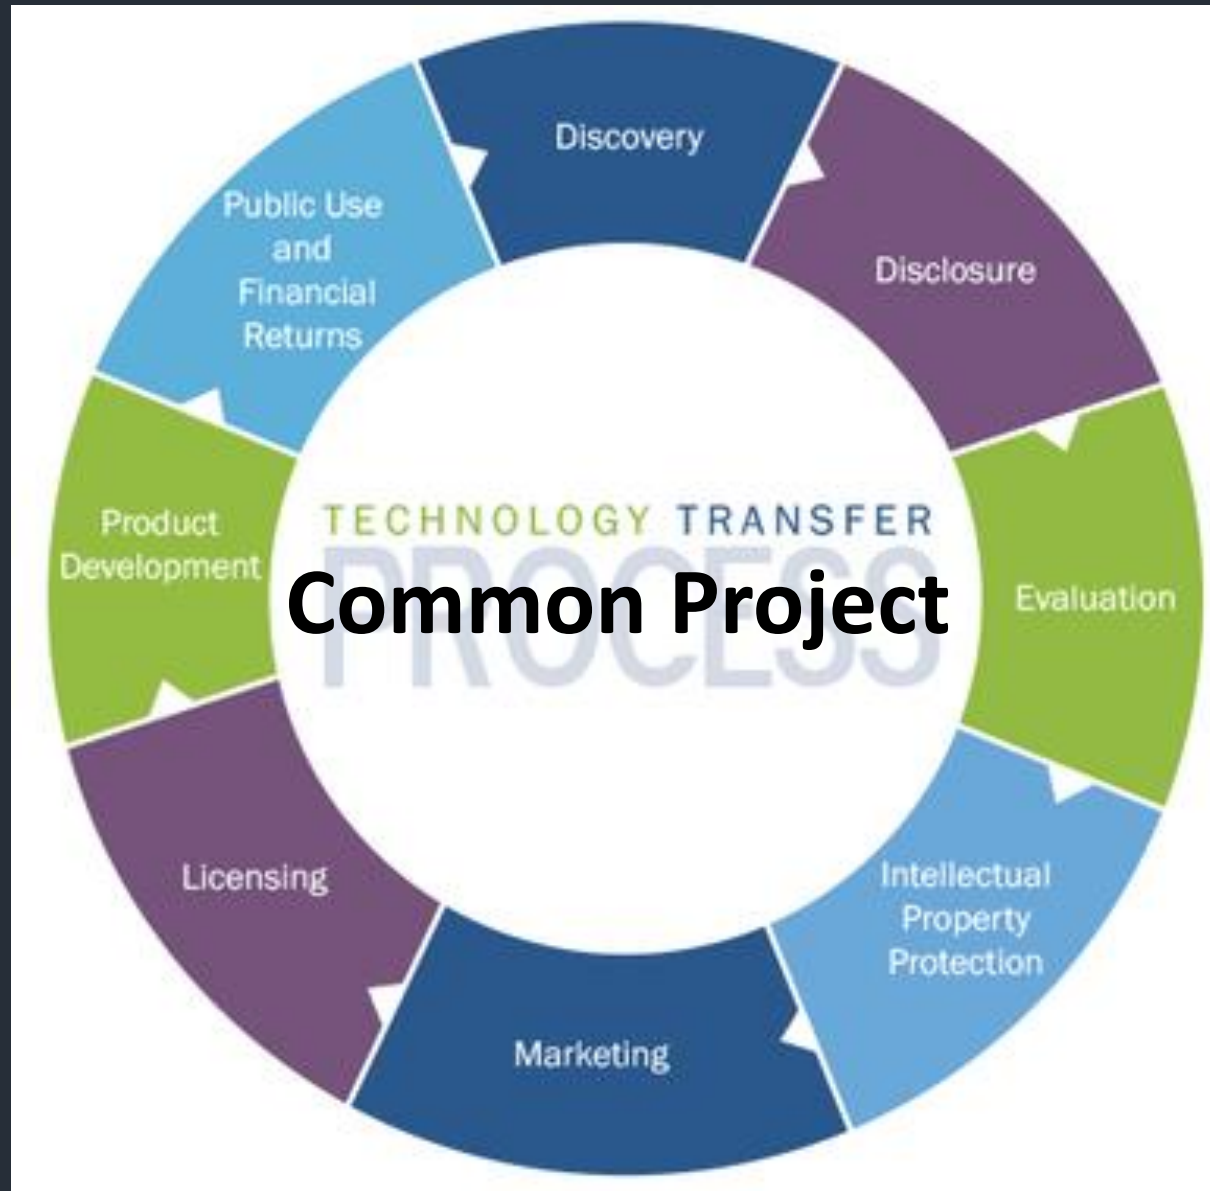 Discovery
Disclosure
Evaluation
Intellectual
Property
Protection
Marketing
Licensing
Product
Development
Public Use
and
Financial
Returns
TECHNOLOGY TRANSFER
PROCESS
Common Project